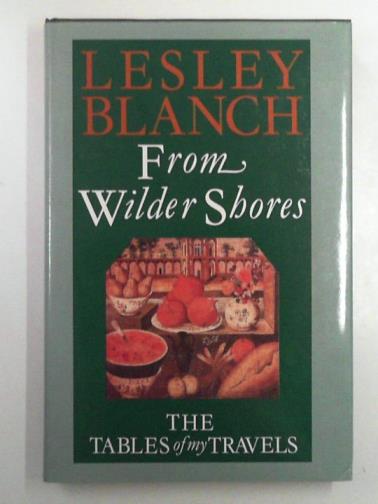 LESLEY
BLANCH
From
Wilder Shores
THE
TABLES of my TRAVELS